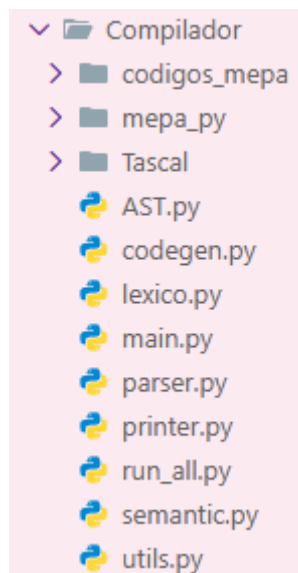 Compilador
codigos_mepa
mepa_py
Tascal
AST.py
codegen.py
lexico.py
main.py
parser.py
printer.py
run_all.py
semantic.py
utils.py